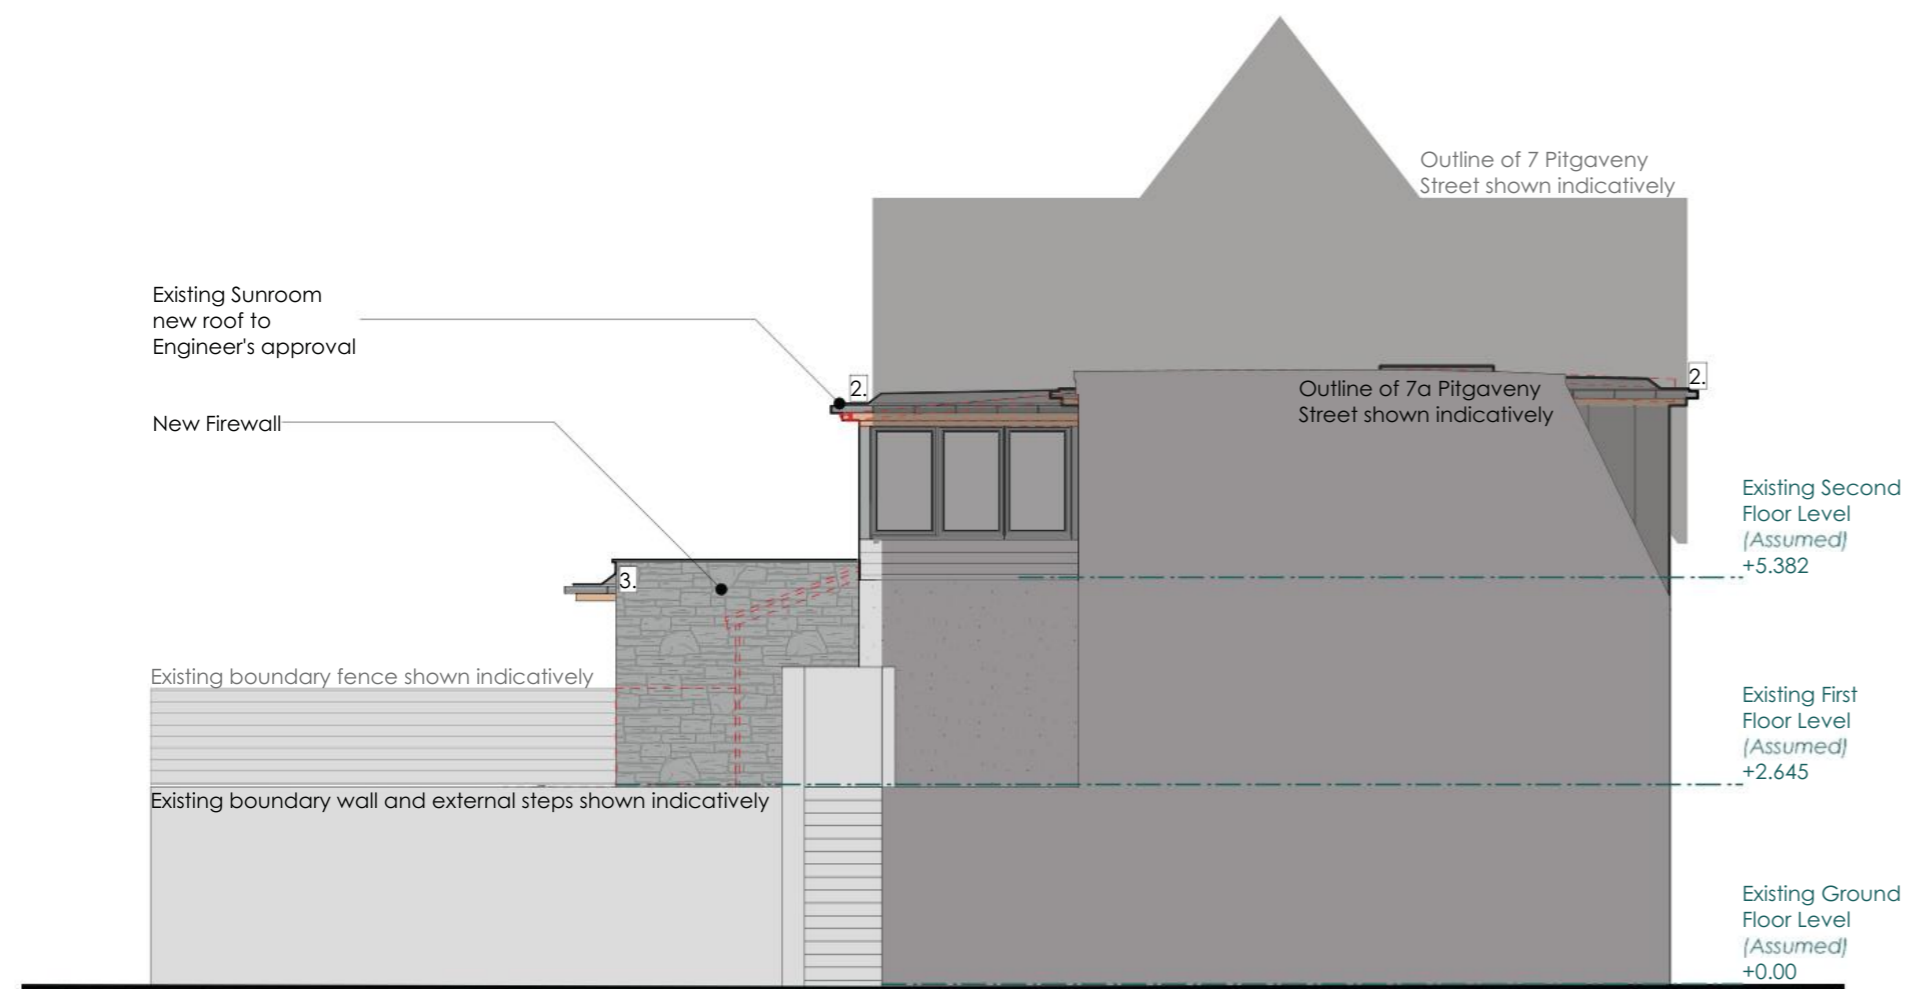 Outline of 7 Pitgaveny
Street shown indicatively
Existing Sunroom
new roof to
Engineer's approval
2.
2.
Outline of 7a Pitgaveny
Street shown indicatively
New Firewall
Existing Second
Floor Level
(Assumed)
+5.382
3.
Existing boundary fence shown indicatively
Existing First
Floor Level
(Assumed)
+2.645
Existing boundary wall and external steps shown indicatively
Existing Ground
Floor Level
(Assumed)
+0.00